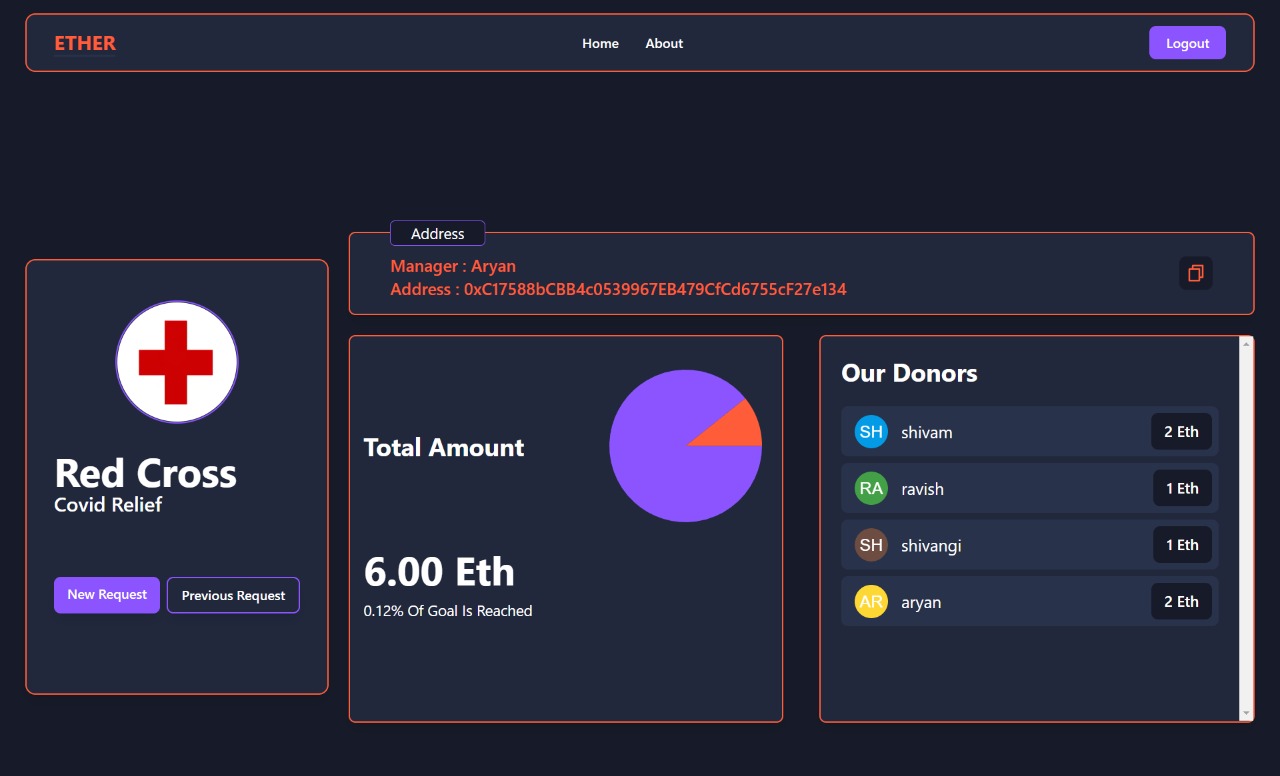 ETHER
Home
About
Logout
Address
Manager : Aryan
Address : 0xC17588bCBB4c0539967EB479CfCd6755cF27e134
Red Cross
Covid Relief
New Request
Previous Request
Total Amount
6.00 Eth
0.12% Of Goal Is Reached
Our Donors
SH shivam 2 Eth
RA ravish 1 Eth
SH shivangi 1 Eth
AR aryan 2 Eth